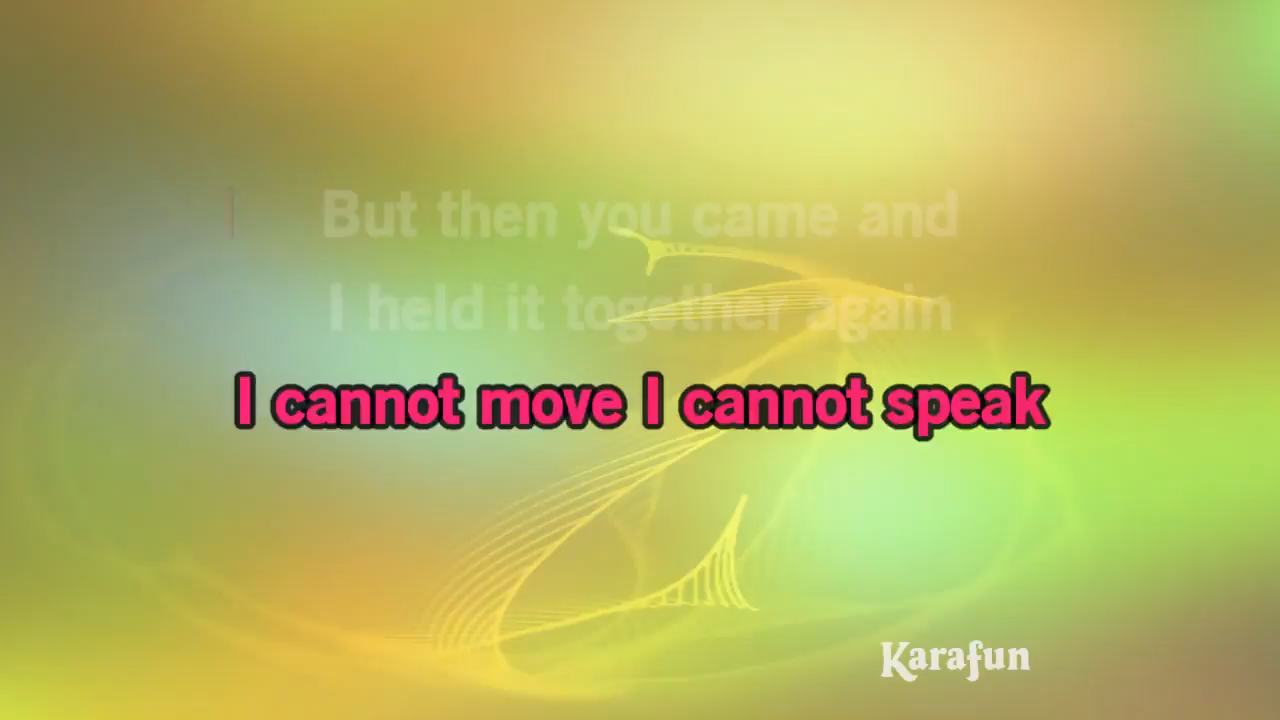 But then you came and
I held it together again
I cannot move I cannot speak
Karafun